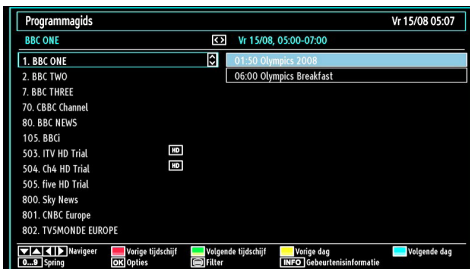 Programmagids Vr 15/08 05:07
BBC ONE Vr 15/08, 05:00-07:00
1. BBC ONE 01:50 Olympics 2008
2. BBC TWO 06:00 Olympics Breakfast
7. BBC THREE
70. CBBC Channel
80. BBC NEWS
105. BBCi
503. ITV HD Trial HD
504. Ch4 HD Trial HD
505. five HD Trial
800. Sky News
801. CNBC Europe
802. TV5MONDE EUROPE
Navigeer Vorige tijdschijf Volgende tijdschijf Vorige dag Volgende dag
0...9 Spring OK Opties Filter INFO Gebeurtenisinformatie